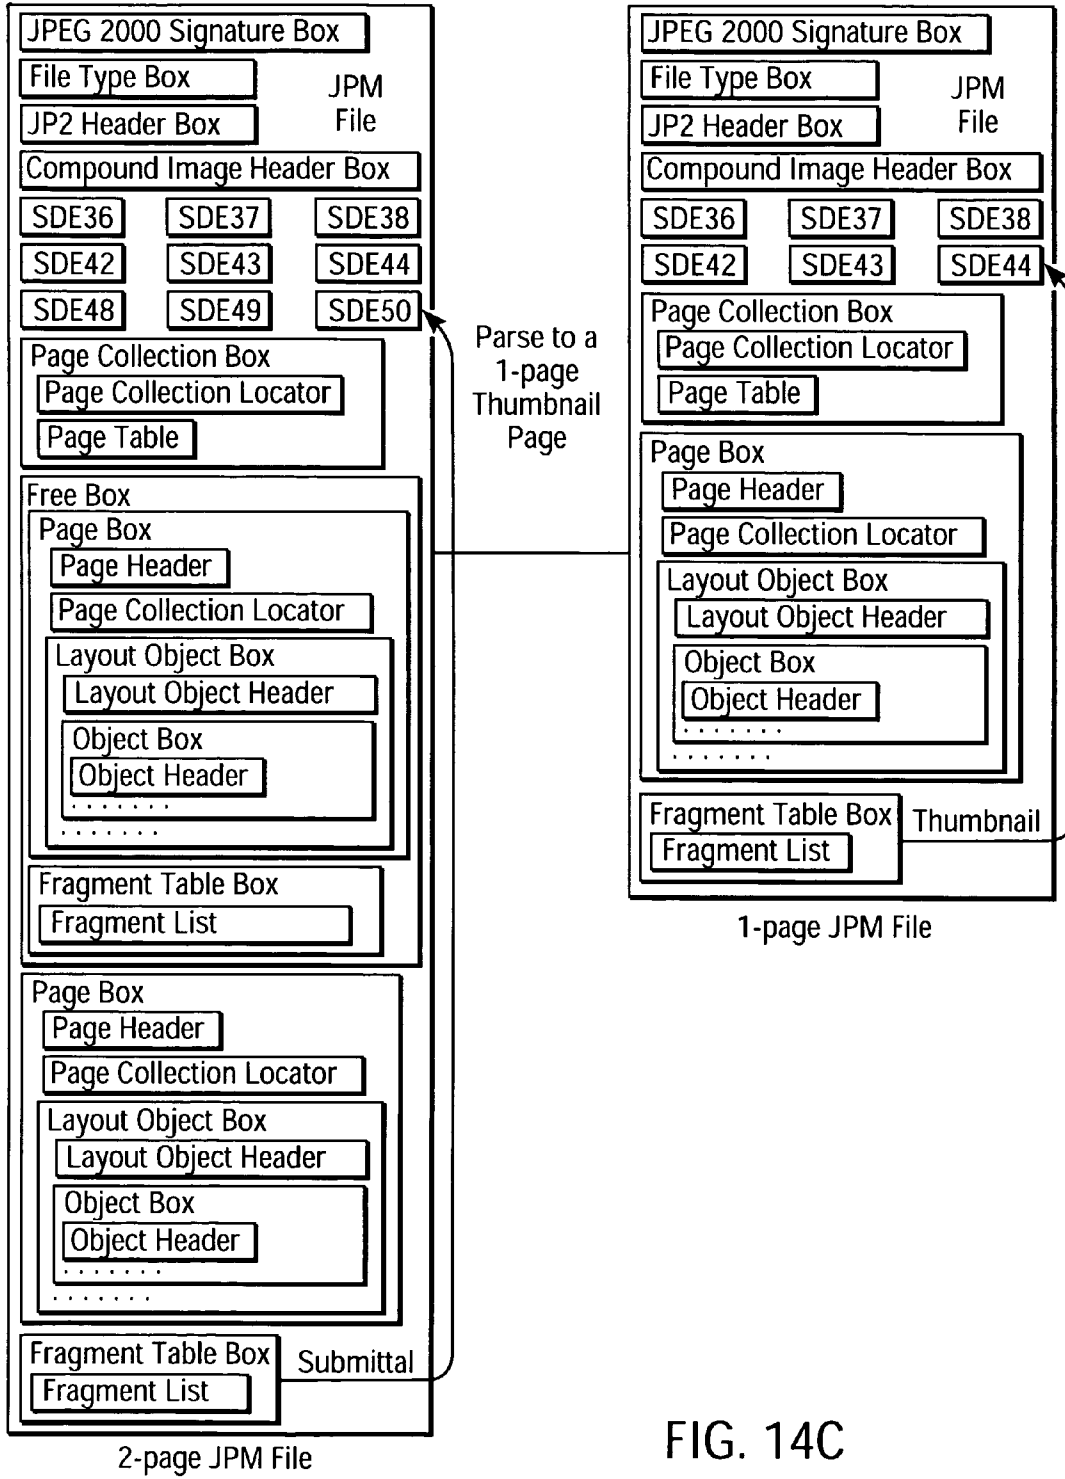 JPEG 2000 Signature Box
File Type Box
JPM
File
JP2 Header Box
Compound Image Header Box
SDE36 SDE37 SDE38
SDE42 SDE43 SDE44
SDE48 SDE49 SDE50
Page Collection Box
Page Collection Locator
Page Table
Free Box
Page Box
Page Header
Page Collection Locator
Layout Object Box
Layout Object Header
Object Box
Object Header
. . . . . . .
. . . . . . .
Fragment Table Box
Fragment List
Page Box
Page Header
Page Collection Locator
Layout Object Box
Layout Object Header
Object Box
Object Header
. . . . . . .
. . . . . . .
Fragment Table Box
Fragment List
Submittal
2-page JPM File
Parse to a
1-page
Thumbnail
Page
JPEG 2000 Signature Box
File Type Box
JPM
File
JP2 Header Box
Compound Image Header Box
SDE36 SDE37 SDE38
SDE42 SDE43 SDE44
Page Collection Box
Page Collection Locator
Page Table
Page Box
Page Header
Page Collection Locator
Layout Object Box
Layout Object Header
Object Box
Object Header
. . . . . . .
. . . . . . .
Fragment Table Box
Fragment List
Thumbnail
1-page JPM File
FIG. 14C